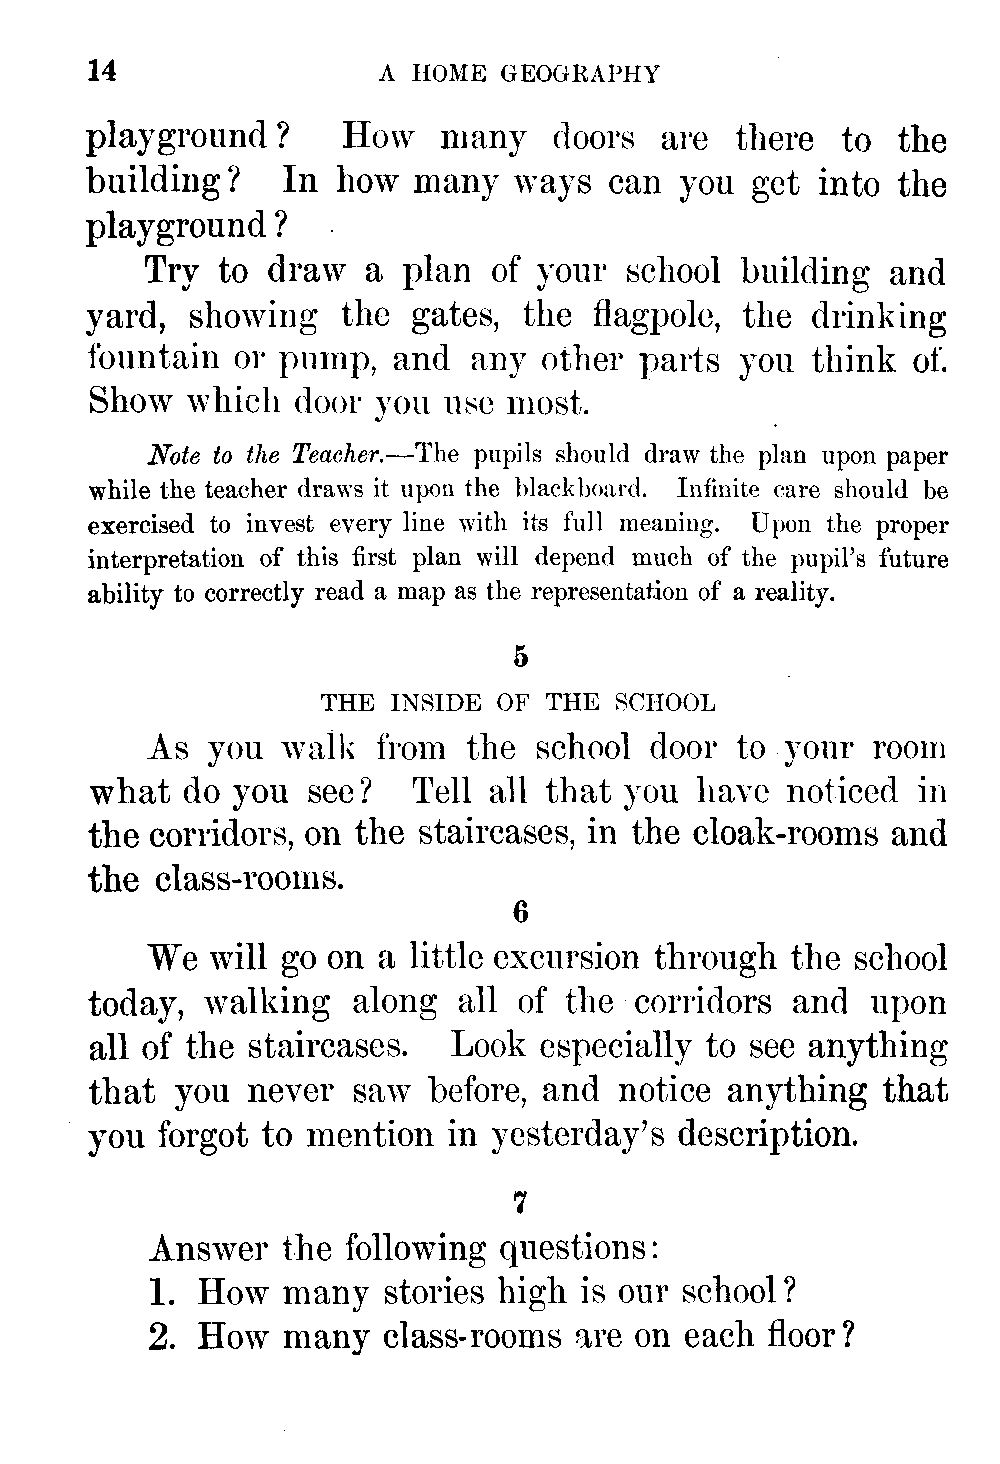 14 A HOME GEOGRAPHY
playground? How many doors are there to the
building? In how many ways can you get into the
playground?
Try to draw a plan of your school building and
yard, showing the gates, the flagpole, the drinking
fountain or pump, and any other parts you think of.
Show which door you use most.
Note to the Teacher.—The pupils should draw the plan upon paper
while the teacher draws it upon the blackboard. Infinite care should be
exercised to invest every line with its full meaning. Upon the proper
interpretation of this first plan will depend much of the pupil's future
ability to correctly read a map as the representation of a reality.
5
THE INSIDE OF THE SCHOOL
As you walk from the school door to your room
what do you see? Tell all that you have noticed in
the corridors, on the staircases, in the cloak-rooms and
the class-rooms.
6
We will go on a little excursion through the school
today, walking along all of the corridors and upon
all of the staircases. Look especially to see anything
that you never saw before, and notice anything that
you forgot to mention in yesterday's description.
7
Answer the following questions:
1. How many stories high is our school?
2. How many class-rooms are on each floor?